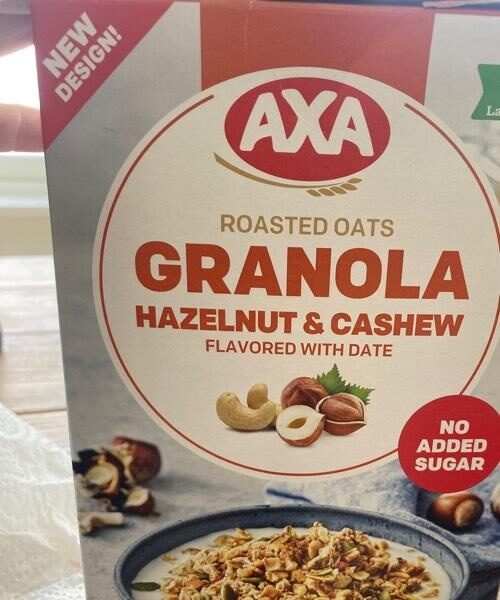 NEW
DESIGN!
AXA
ROASTED OATS
GRANOLA
HAZELNUT & CASHEW
FLAVORED WITH DATE
NO
ADDED
SUGAR